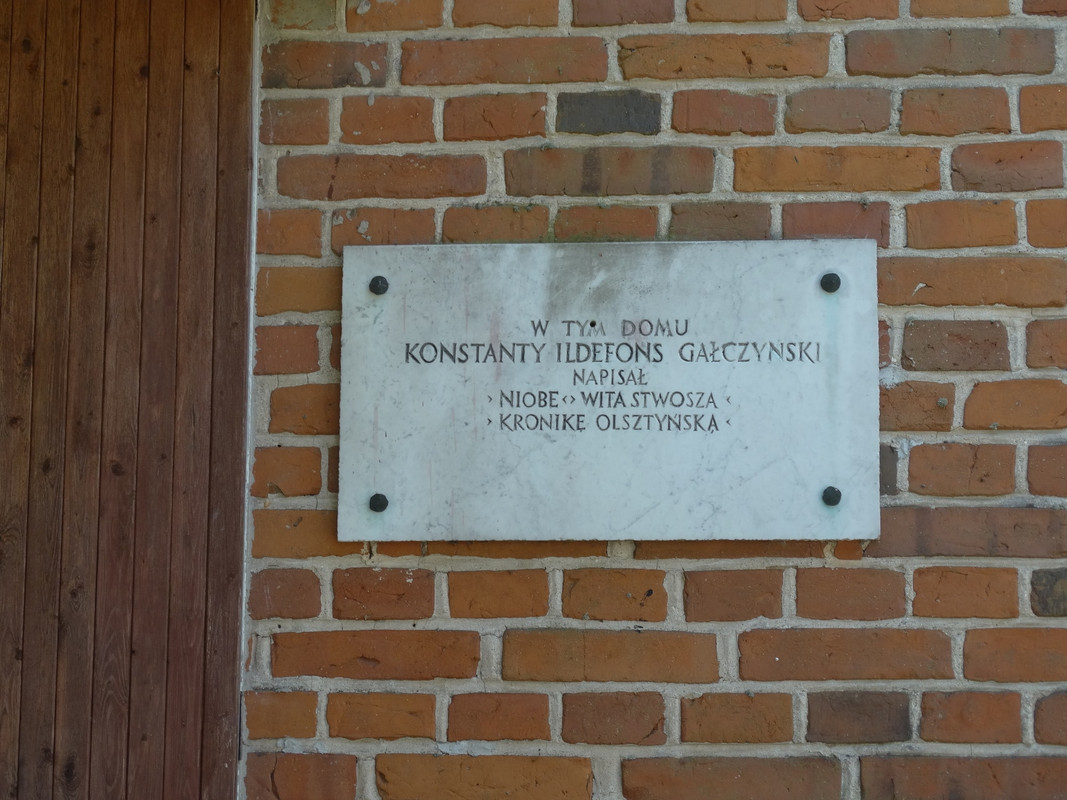 W TYM DOMU
KONSTANTY ILDEFONS GAŁCZYŃSKI
NAPISAŁ
›NIOBE‹›WITA STWOSZA‹
›KRONIKĘ OLSZTYŃSKĄ‹